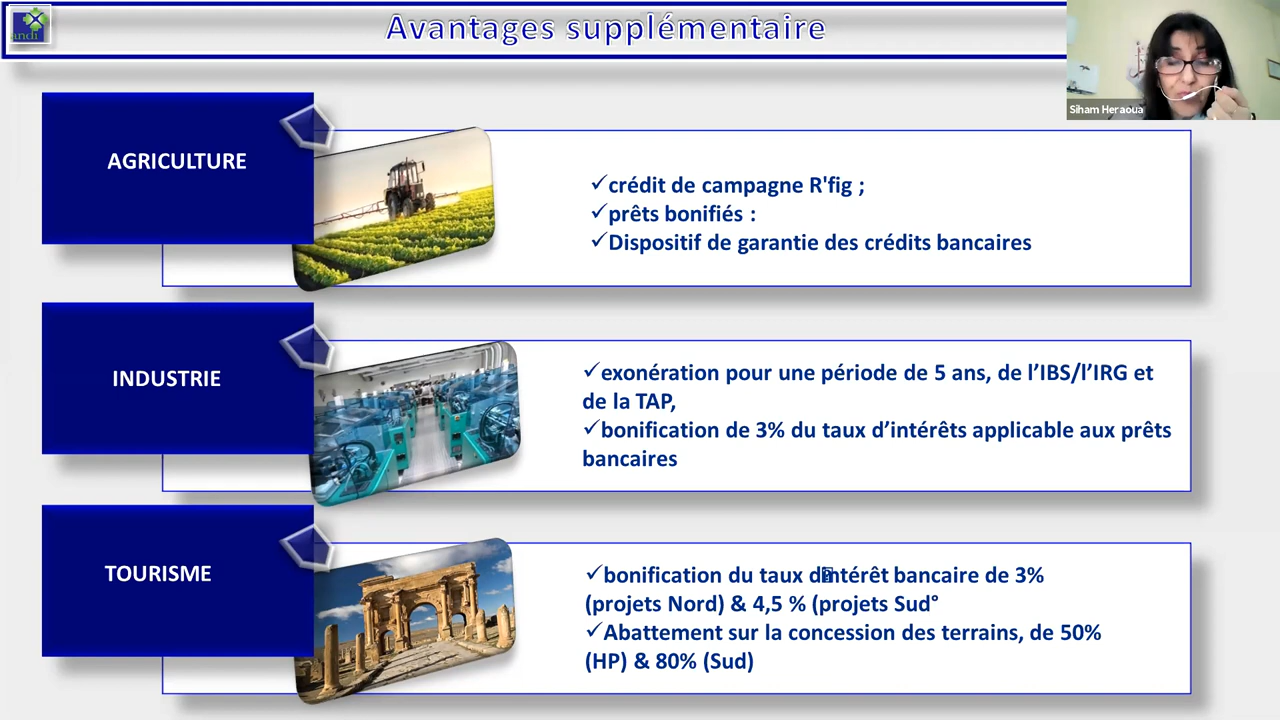 andi
Avantages supplémentaire
Siham Heraoua
AGRICULTURE
✓crédit de campagne R'fig ;
✓prêts bonifiés :
✓Dispositif de garantie des crédits bancaires
INDUSTRIE
✓exonération pour une période de 5 ans, de l’IBS/l’IRG et
de la TAP,
✓bonification de 3% du taux d’intérêts applicable aux prêts
bancaires
TOURISME
✓bonification du taux dintérêt bancaire de 3%
(projets Nord) & 4,5 % (projets Sud°
✓Abattement sur la concession des terrains, de 50%
(HP) & 80% (Sud)